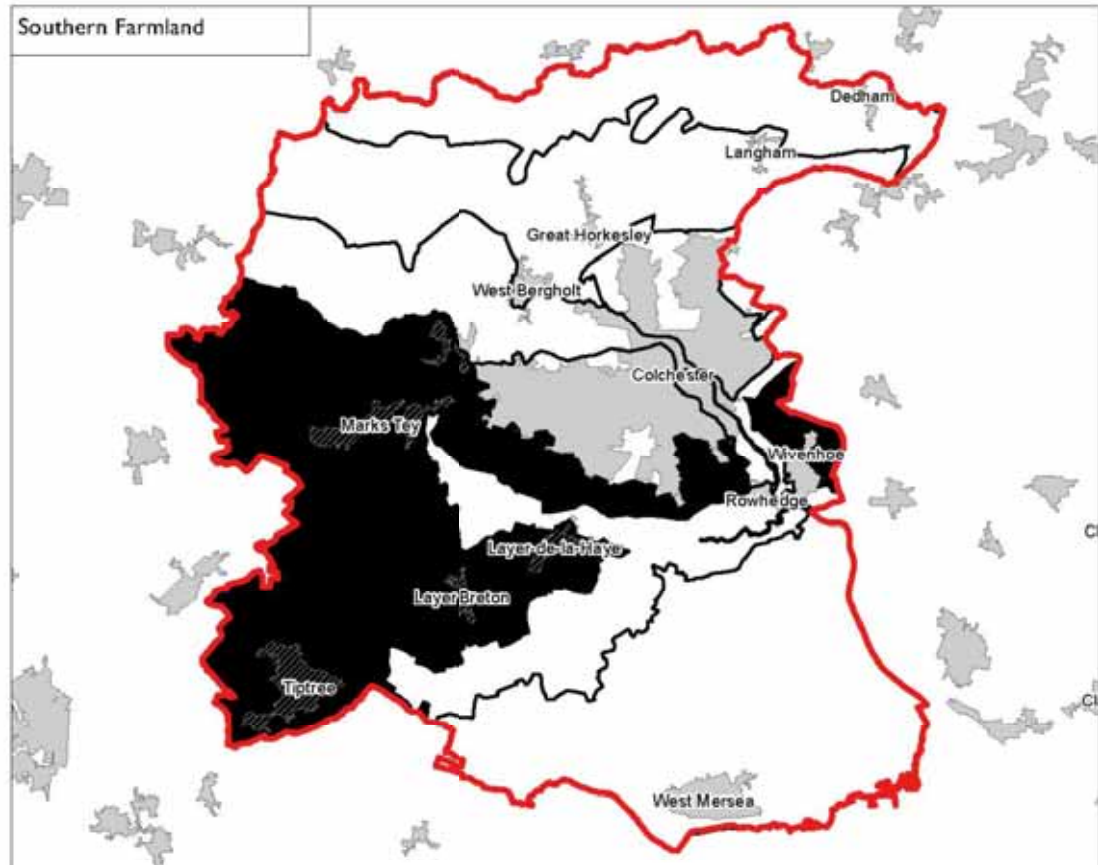 Southern Farmland
Dedham
Langham
Great Horkesley
West Bergholt
Colchester
Marks Tey
Wivenhoe
Rowhedge
Layer-de-la-Haye
Layer Breton
Tiptree
West Mersea